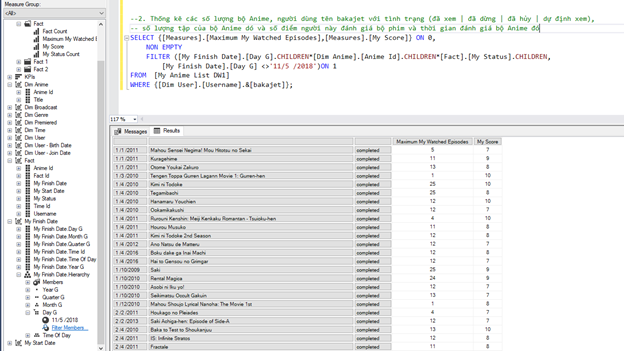 Measure Group:
<All>
Fact
Fact Count
Maximum My Watched E
My Score
My Status Count
Fact 1
Fact 2
KPIs
Dim Anime
Anime Id
Title
Dim Broadcast
Dim Genre
Dim Premiered
Dim Time
Dim User
Dim User - Birth Date
Dim User - Join Date
Fact
Anime Id
Fact Id
My Finish Date
My Start Date
My Status
Time Id
Username
My Finish Date
My Finish Date.Day G
My Finish Date.Month G
My Finish Date.Quarter G
My Finish Date.Time Id
My Finish Date.Time Of Day
My Finish Date.Year G
My Finish Date.Hierarchy
Members
Year G
Quarter G
Month G
Day G
11/5 /2018
Filter Members...
Time Of Day
My Start Date
--2. Thống kê các số lượng bộ Anime, người dùng tên bakajet với tình trạng (đã xem | đã dừng | đã hủy | dự định xem),
-- số lượng tập của bộ Anime đó và số điểm người này đánh giá bộ phim và thời gian đánh giá bộ Anime đó
SELECT {[Measures].[Maximum My Watched Episodes],[Measures].[My Score]} ON 0,
NON EMPTY
FILTER ([My Finish Date].[Day G].CHILDREN*[Dim Anime].[Anime Id].CHILDREN*[Fact].[My Status].CHILDREN,
[My Finish Date].[Day G] <>'11/5 /2018')ON 1
FROM [My Anime List DW1]
WHERE ([Dim User].[Username].&[bakajet]);
117 %
Messages Results
Maximum My Watched Episodes My Score
1 /1 /2011 Mahou Sensei Negima! Mou Hitotsu no Sekai completed 5 7
1 /1 /2011 Kuragehime completed 11 9
1 /1 /2011 Otome Youkai Zakuro completed 13 8
1 /3 /2010 Tengen Toppa Gurren Lagann Movie 1: Gurren-hen completed 1 10
1 /4 /2010 Kimi ni Todoke completed 25 10
1 /4 /2010 Tegamibachi completed 25 8
1 /4 /2010 Hanamaru Youchien completed 12 10
1 /4 /2010 Ookamikakushi completed 12 7
1 /4 /2011 Rurouni Kenshin: Meiji Kenkaku Romantan - Tsuioku-hen completed 4 10
1 /4 /2011 Hourou Musuko completed 11 8
1 /4 /2011 Kimi ni Todoke 2nd Season completed 12 8
1 /4 /2012 Ano Natsu de Matteru completed 12 7
1 /4 /2016 Boku dake ga Inai Machi completed 12 8
1 /4 /2016 Hai to Gensou no Grimgar completed 12 7
1 /10/2009 Saki completed 25 9
1 /10/2010 Rental Magica completed 24 9
1 /10/2010 Asobi ni Iku yo! completed 12 7
1 /10/2010 Seikimatsu Occult Gakuin completed 13 7
1 /12/2010 Mahou Shoujo Lyrical Nanoha: The Movie 1st completed 1 8
2 /2 /2011 Houkago no Pleiades completed 4 7
2 /2 /2013 Saki Achiga-hen: Episode of Side-A completed 12 7
2 /4 /2010 Baka to Test to Shoukanjuu completed 13 10
2 /4 /2011 IS: Infinite Stratos completed 12 8
2 /4 /2011 Fractale completed 11 8